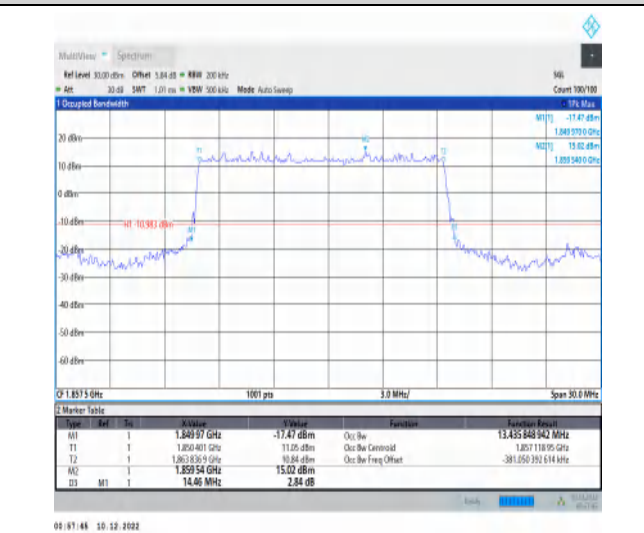 MultiView Spectrum
Ref Level 30.00 dBm Offset 5.84 dB RBW 200 kHz SGL
Att 30 dB SWT 1.01 ms VBW 500 kHz Mode Auto Sweep Count 100/100
1 Occupied Bandwidth 1Pk Max
M1[1] -17.47 dBm
1.849 970 0 GHz
20 dBm M2[1] 15.02 dBm
1.859 540 0 GHz
M2
T1
T2
10 dBm
0 dBm
-10 dBm
H1 -10.983 dBm
M1
-20 dBm
-30 dBm
-40 dBm
-50 dBm
-60 dBm
CF 1.857 5 GHz 1001 pts 3.0 MHz/ Span 30.0 MHz
2 Marker Table
Type Ref Trc X-Value Y-Value Function Function Result
M1 1 1.849 97 GHz -17.47 dBm Occ Bw 13.435 848 942 MHz
T1 1 1.850 401 GHz 11.05 dBm Occ Bw Centroid 1.857 118 95 GHz
T2 1 1.863 836 9 GHz 10.84 dBm Occ Bw Freq Offset -381.050 392 614 kHz
M2 1 1.859 54 GHz 15.02 dBm
D3 M1 1 14.46 MHz 2.84 dB
00:57:45 10.12.2022